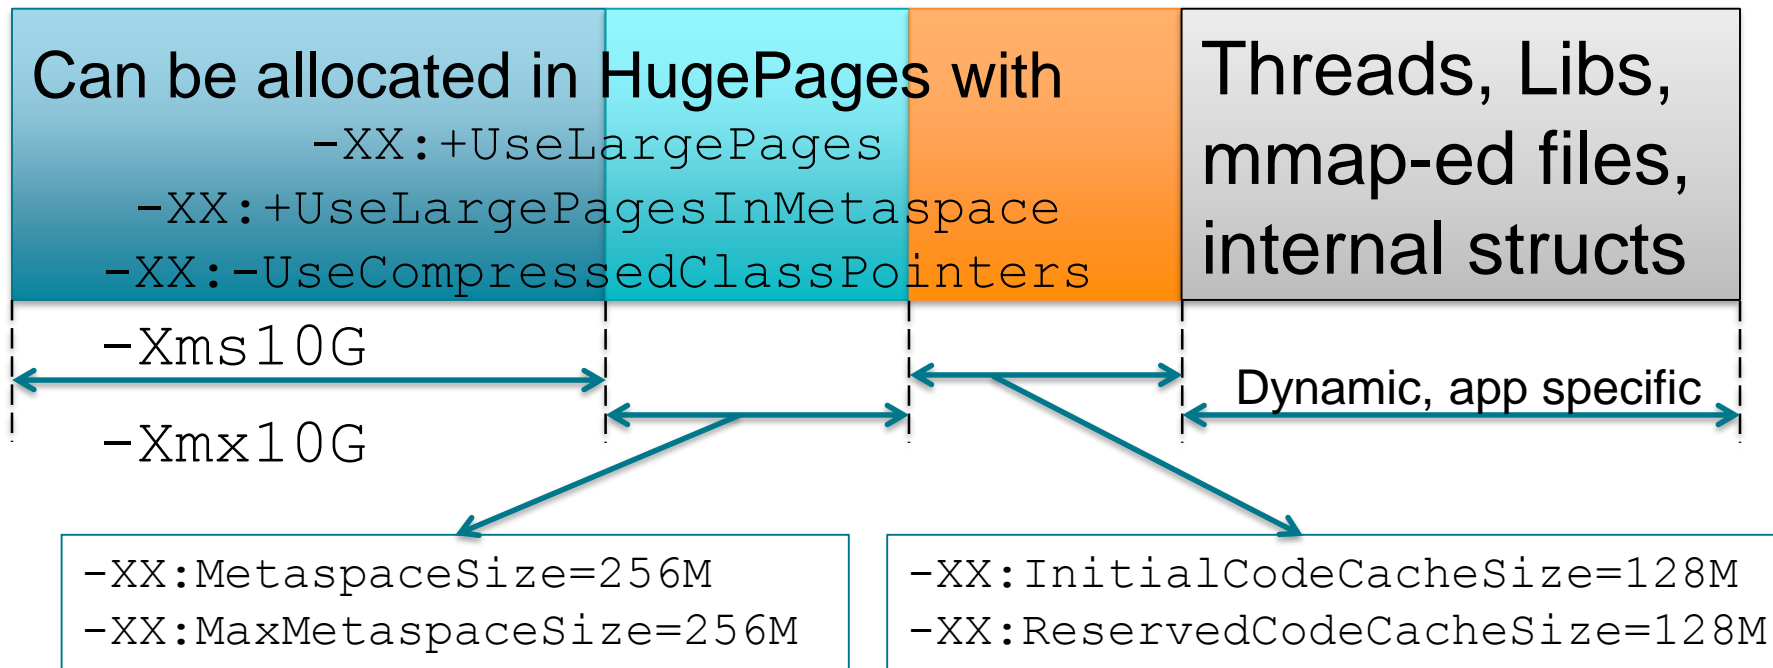 Can be allocated in HugePages with
-XX:+UseLargePages
-XX:+UseLargePagesInMetaspace
-XX:-UseCompressedClassPointers
Threads, Libs,
mmap-ed files,
internal structs
-Xms10G
-Xmx10G
Dynamic, app specific
-XX:MetaspaceSize=256M
-XX:MaxMetaspaceSize=256M
-XX:InitialCodeCacheSize=128M
-XX:ReservedCodeCacheSize=128M